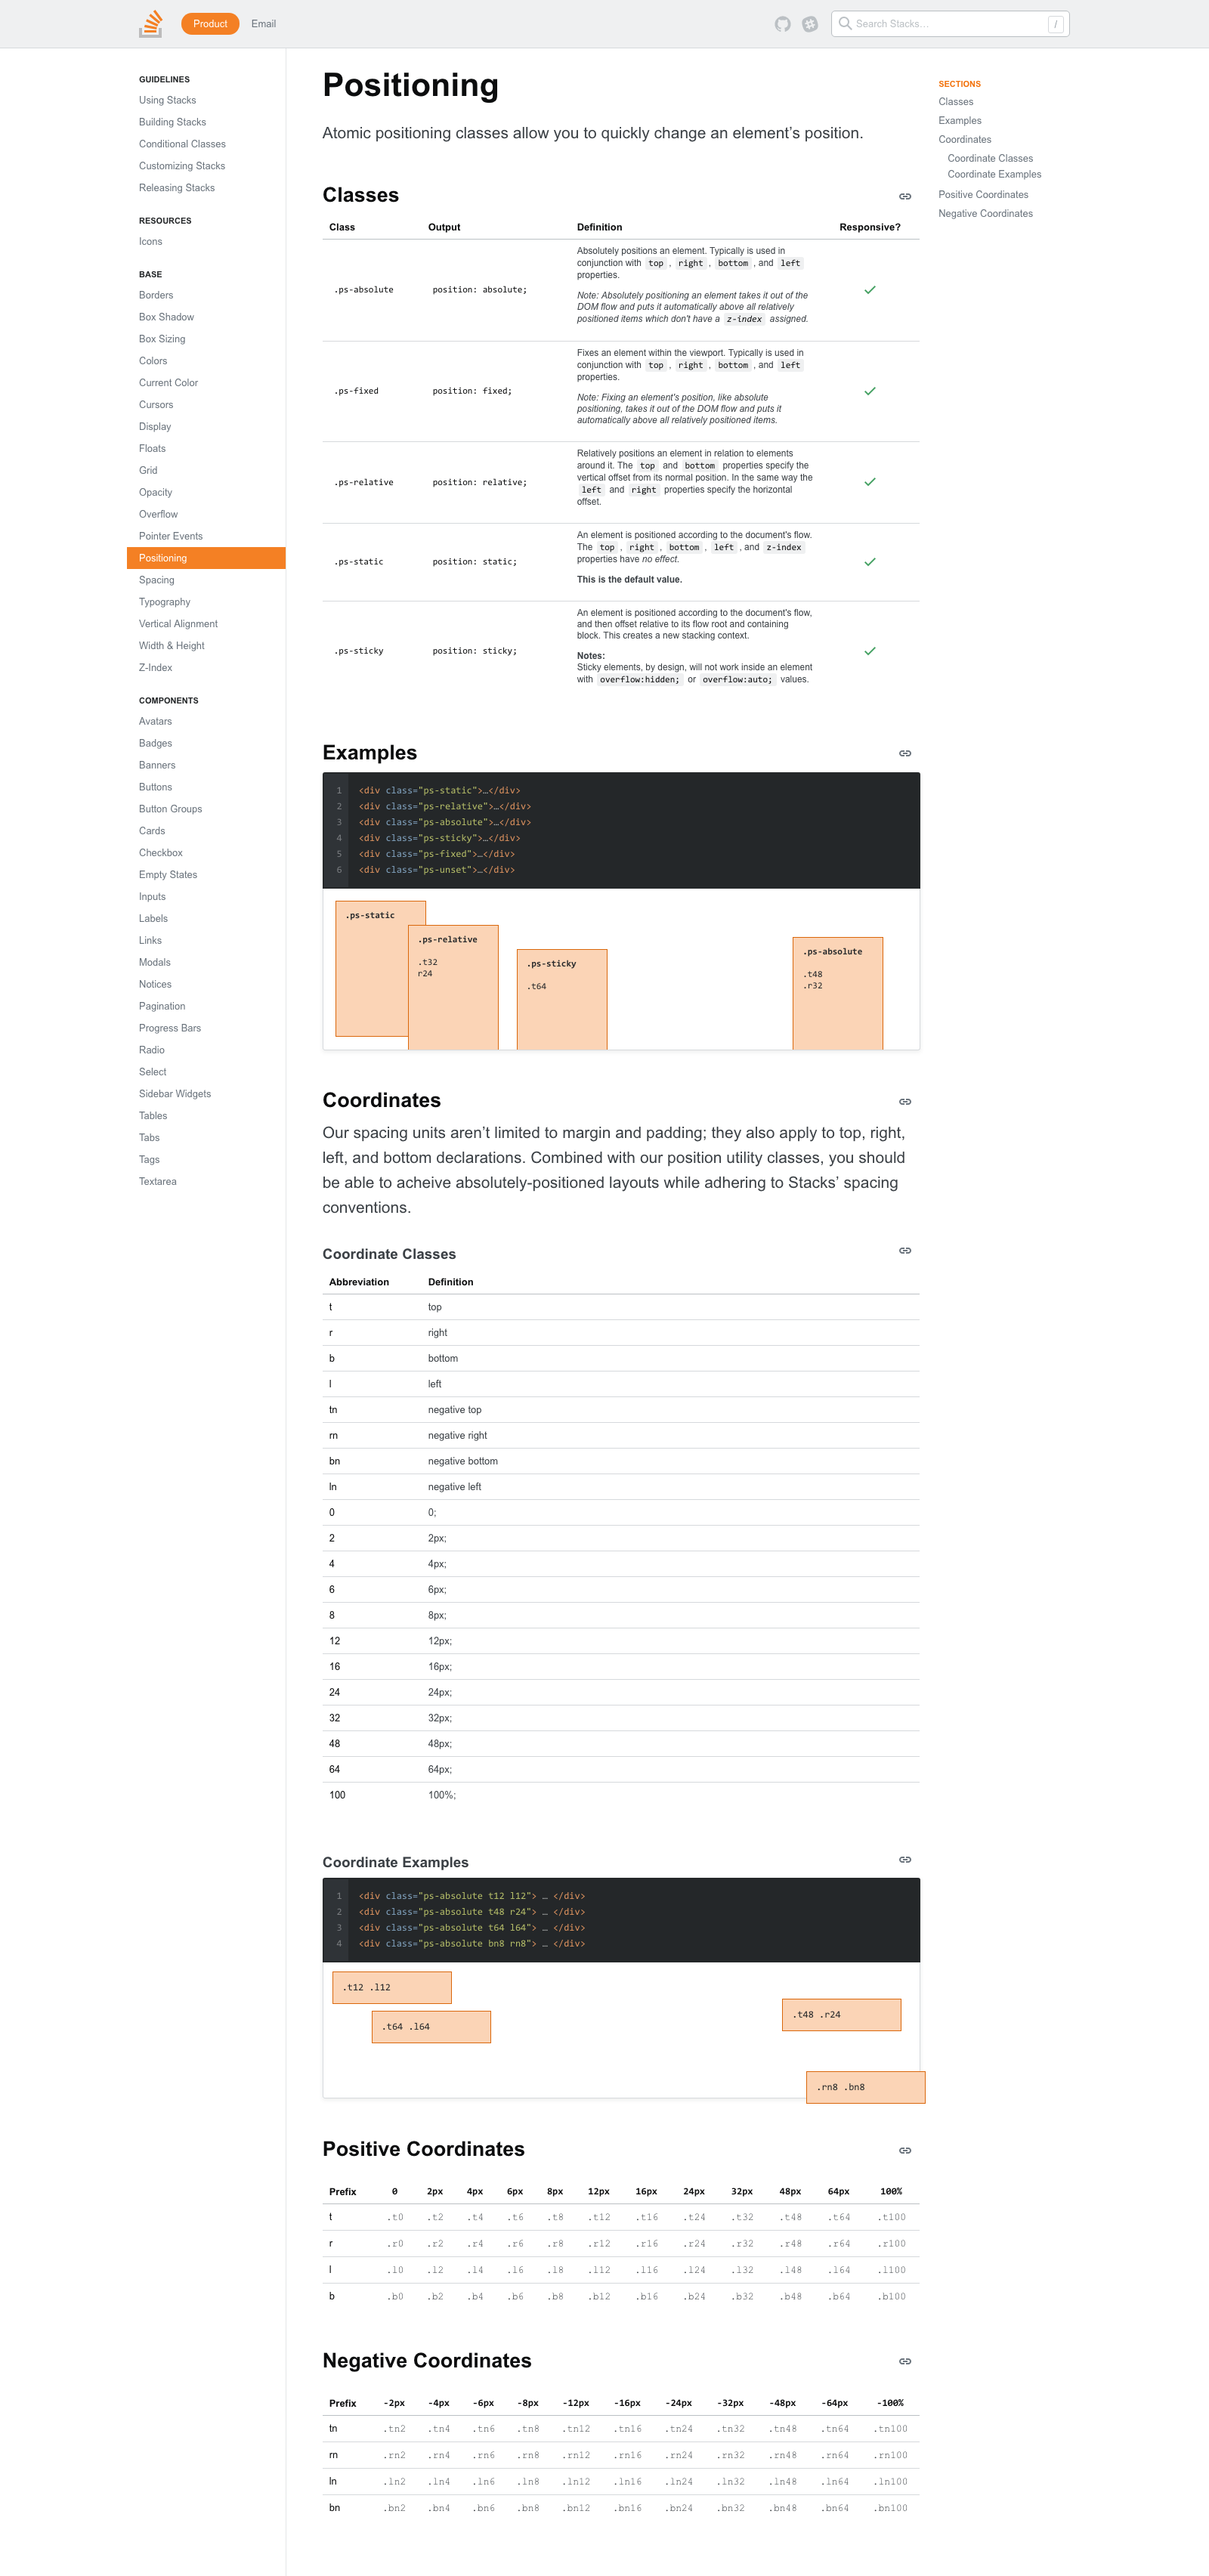 Product Email Search Stacks… /
GUIDELINES
Using Stacks
Building Stacks
Conditional Classes
Customizing Stacks
Releasing Stacks
RESOURCES
Icons
BASE
Borders
Box Shadow
Box Sizing
Colors
Current Color
Cursors
Display
Floats
Grid
Opacity
Overflow
Pointer Events
Positioning
Spacing
Typography
Vertical Alignment
Width & Height
Z-Index
COMPONENTS
Avatars
Badges
Banners
Buttons
Button Groups
Cards
Checkbox
Empty States
Inputs
Labels
Links
Modals
Notices
Pagination
Progress Bars
Radio
Select
Sidebar Widgets
Tables
Tabs
Tags
Textarea
Positioning
Atomic positioning classes allow you to quickly change an element’s position.
Classes
Class Output Definition Responsive?
.ps-absolute position: absolute;
Absolutely positions an element. Typically is used in
conjunction with top , right , bottom , and left
properties.
Note: Absolutely positioning an element takes it out of the
DOM flow and puts it automatically above all relatively
positioned items which don't have a z-index assigned.
.ps-fixed position: fixed;
Fixes an element within the viewport. Typically is used in
conjunction with top , right , bottom , and left
properties.
Note: Fixing an element's position, like absolute
positioning, takes it out of the DOM flow and puts it
automatically above all relatively positioned items.
.ps-relative position: relative;
Relatively positions an element in relation to elements
around it. The top and bottom properties specify the
vertical offset from its normal position. In the same way the
left and right properties specify the horizontal
offset.
.ps-static position: static;
An element is positioned according to the document's flow.
The top , right , bottom , left , and z-index
properties have no effect.
This is the default value.
.ps-sticky position: sticky;
An element is positioned according to the document's flow,
and then offset relative to its flow root and containing
block. This creates a new stacking context.
Notes:
Sticky elements, by design, will not work inside an element
with overflow:hidden; or overflow:auto; values.
Examples
1 <div class="ps-static">…</div>
2 <div class="ps-relative">…</div>
3 <div class="ps-absolute">…</div>
4 <div class="ps-sticky">…</div>
5 <div class="ps-fixed">…</div>
6 <div class="ps-unset">…</div>
.ps-static
.ps-relative
.t32
r24
.ps-sticky
.t64
.ps-absolute
.t48
.r32
Coordinates
Our spacing units aren’t limited to margin and padding; they also apply to top, right,
left, and bottom declarations. Combined with our position utility classes, you should
be able to acheive absolutely-positioned layouts while adhering to Stacks’ spacing
conventions.
Coordinate Classes
Abbreviation Definition
t top
r right
b bottom
l left
tn negative top
rn negative right
bn negative bottom
ln negative left
0 0;
2 2px;
4 4px;
6 6px;
8 8px;
12 12px;
16 16px;
24 24px;
32 32px;
48 48px;
64 64px;
100 100%;
Coordinate Examples
1 <div class="ps-absolute t12 l12"> … </div>
2 <div class="ps-absolute t48 r24"> … </div>
3 <div class="ps-absolute t64 l64"> … </div>
4 <div class="ps-absolute bn8 rn8"> … </div>
.t12 .l12
.t64 .l64
.t48 .r24
.rn8 .bn8
Positive Coordinates
Prefix 0 2px 4px 6px 8px 12px 16px 24px 32px 48px 64px 100%
t .t0 .t2 .t4 .t6 .t8 .t12 .t16 .t24 .t32 .t48 .t64 .t100
r .r0 .r2 .r4 .r6 .r8 .r12 .r16 .r24 .r32 .r48 .r64 .r100
l .l0 .l2 .l4 .l6 .l8 .l12 .l16 .l24 .l32 .l48 .l64 .l100
b .b0 .b2 .b4 .b6 .b8 .b12 .b16 .b24 .b32 .b48 .b64 .b100
Negative Coordinates
Prefix -2px -4px -6px -8px -12px -16px -24px -32px -48px -64px -100%
tn .tn2 .tn4 .tn6 .tn8 .tn12 .tn16 .tn24 .tn32 .tn48 .tn64 .tn100
rn .rn2 .rn4 .rn6 .rn8 .rn12 .rn16 .rn24 .rn32 .rn48 .rn64 .rn100
ln .ln2 .ln4 .ln6 .ln8 .ln12 .ln16 .ln24 .ln32 .ln48 .ln64 .ln100
bn .bn2 .bn4 .bn6 .bn8 .bn12 .bn16 .bn24 .bn32 .bn48 .bn64 .bn100
SECTIONS
Classes
Examples
Coordinates
Coordinate Classes
Coordinate Examples
Positive Coordinates
Negative Coordinates